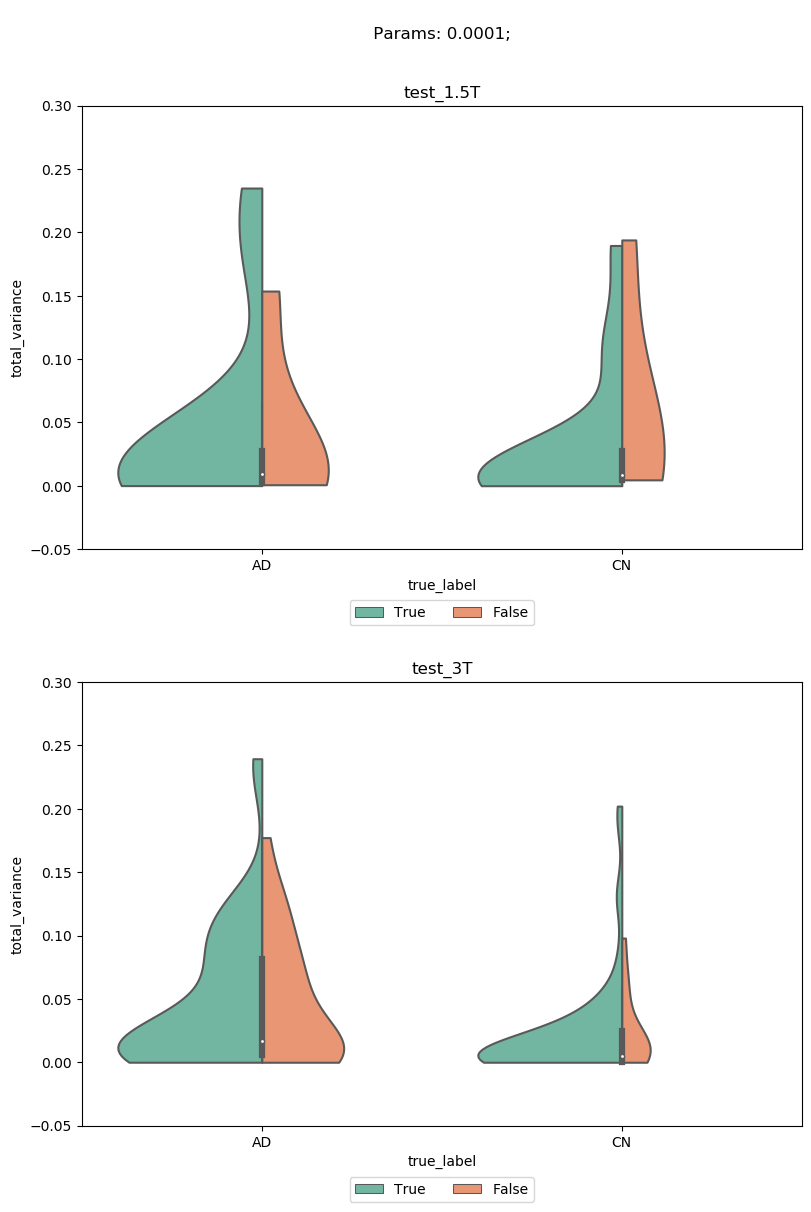 Params: 0.0001;
test_1.5T
0.30
0.25
0.20
0.15
0.10
0.05
0.00
−0.05
total_variance
AD CN
true_label
True False
test_3T
0.30
0.25
0.20
0.15
0.10
0.05
0.00
−0.05
total_variance
AD CN
true_label
True False